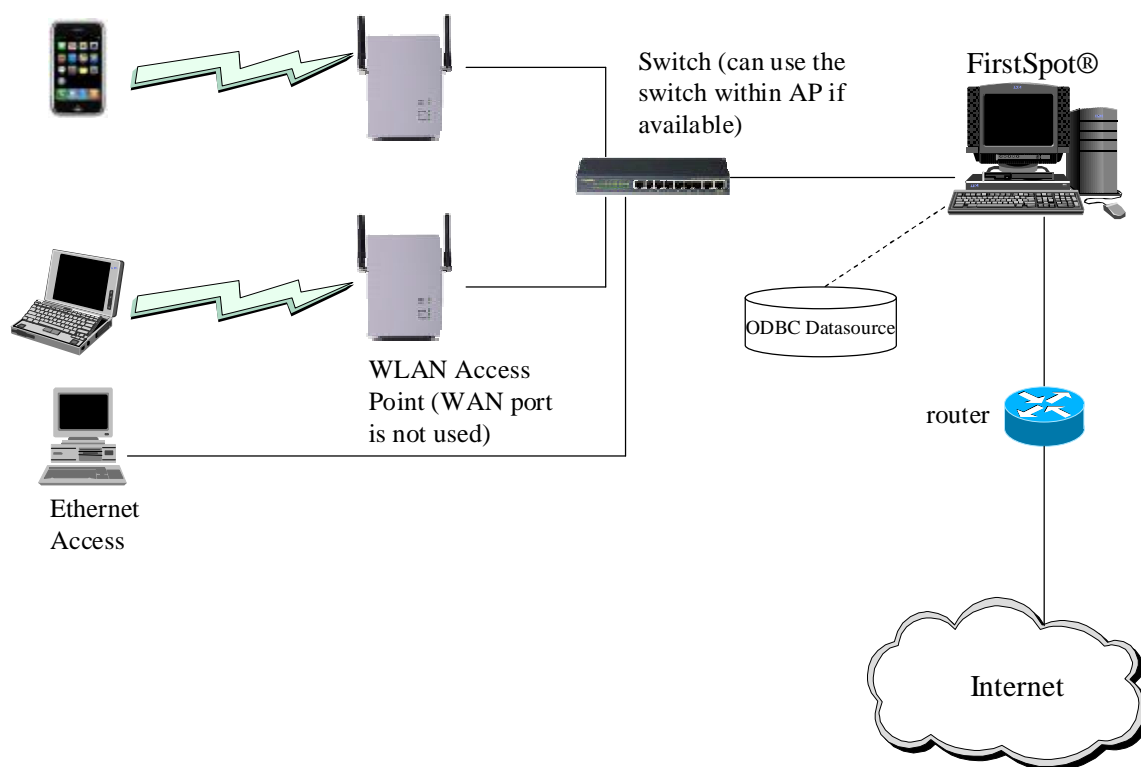 Switch (can use the
switch within AP if
available)
FirstSpot®
ODBC Datasource
WLAN Access
Point (WAN port
is not used)
router
Ethernet
Access
Internet